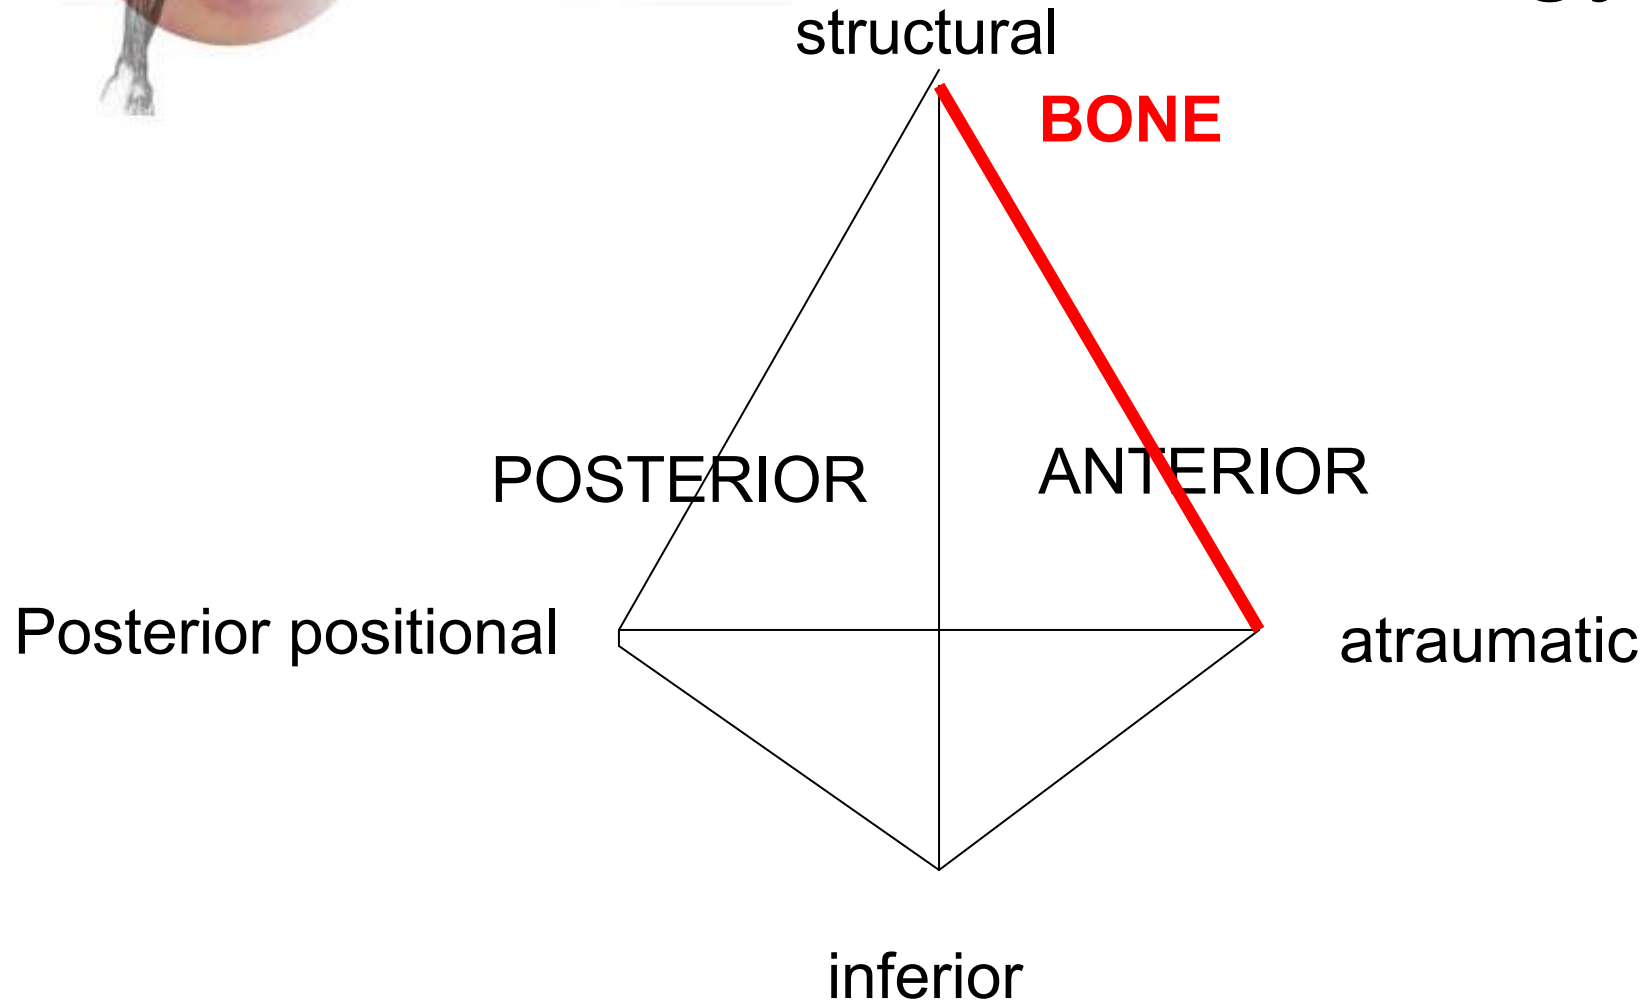 structural
BONE
POSTERIOR
ANTERIOR
Posterior positional
atraumatic
inferior